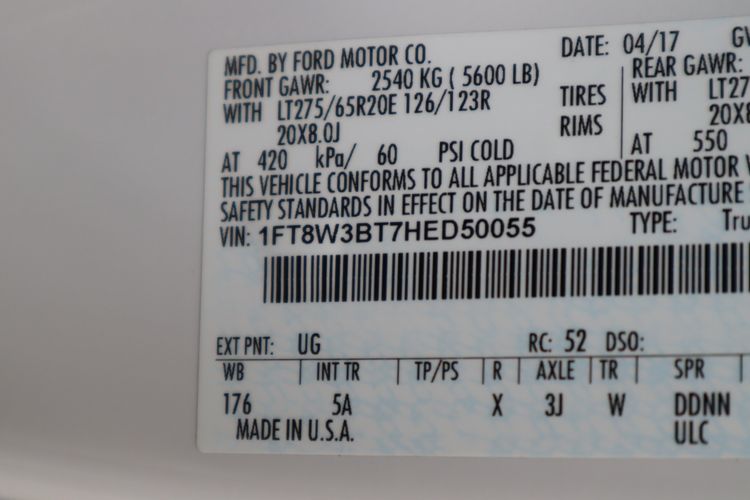 MFD. BY FORD MOTOR CO.
DATE: 04/17
FRONT GAWR: 2540 KG ( 5600 LB)
REAR GAWR:
WITH LT275/65R20E 126/123R
TIRES
WITH LT27
20X8.0J
RIMS
20X8
AT 420 kPa/ 60 PSI COLD
AT 550
THIS VEHICLE CONFORMS TO ALL APPLICABLE FEDERAL MOTOR
SAFETY STANDARDS IN EFFECT ON THE DATE OF MANUFACTURE
VIN: 1FT8W3BT7HED50055
TYPE: Tru
EXT PNT: UG
RC: 52 DSO:
WB INT TR TP/PS R AXLE TR SPR
176 5A X 3J W DDNN
MADE IN U.S.A. ULC